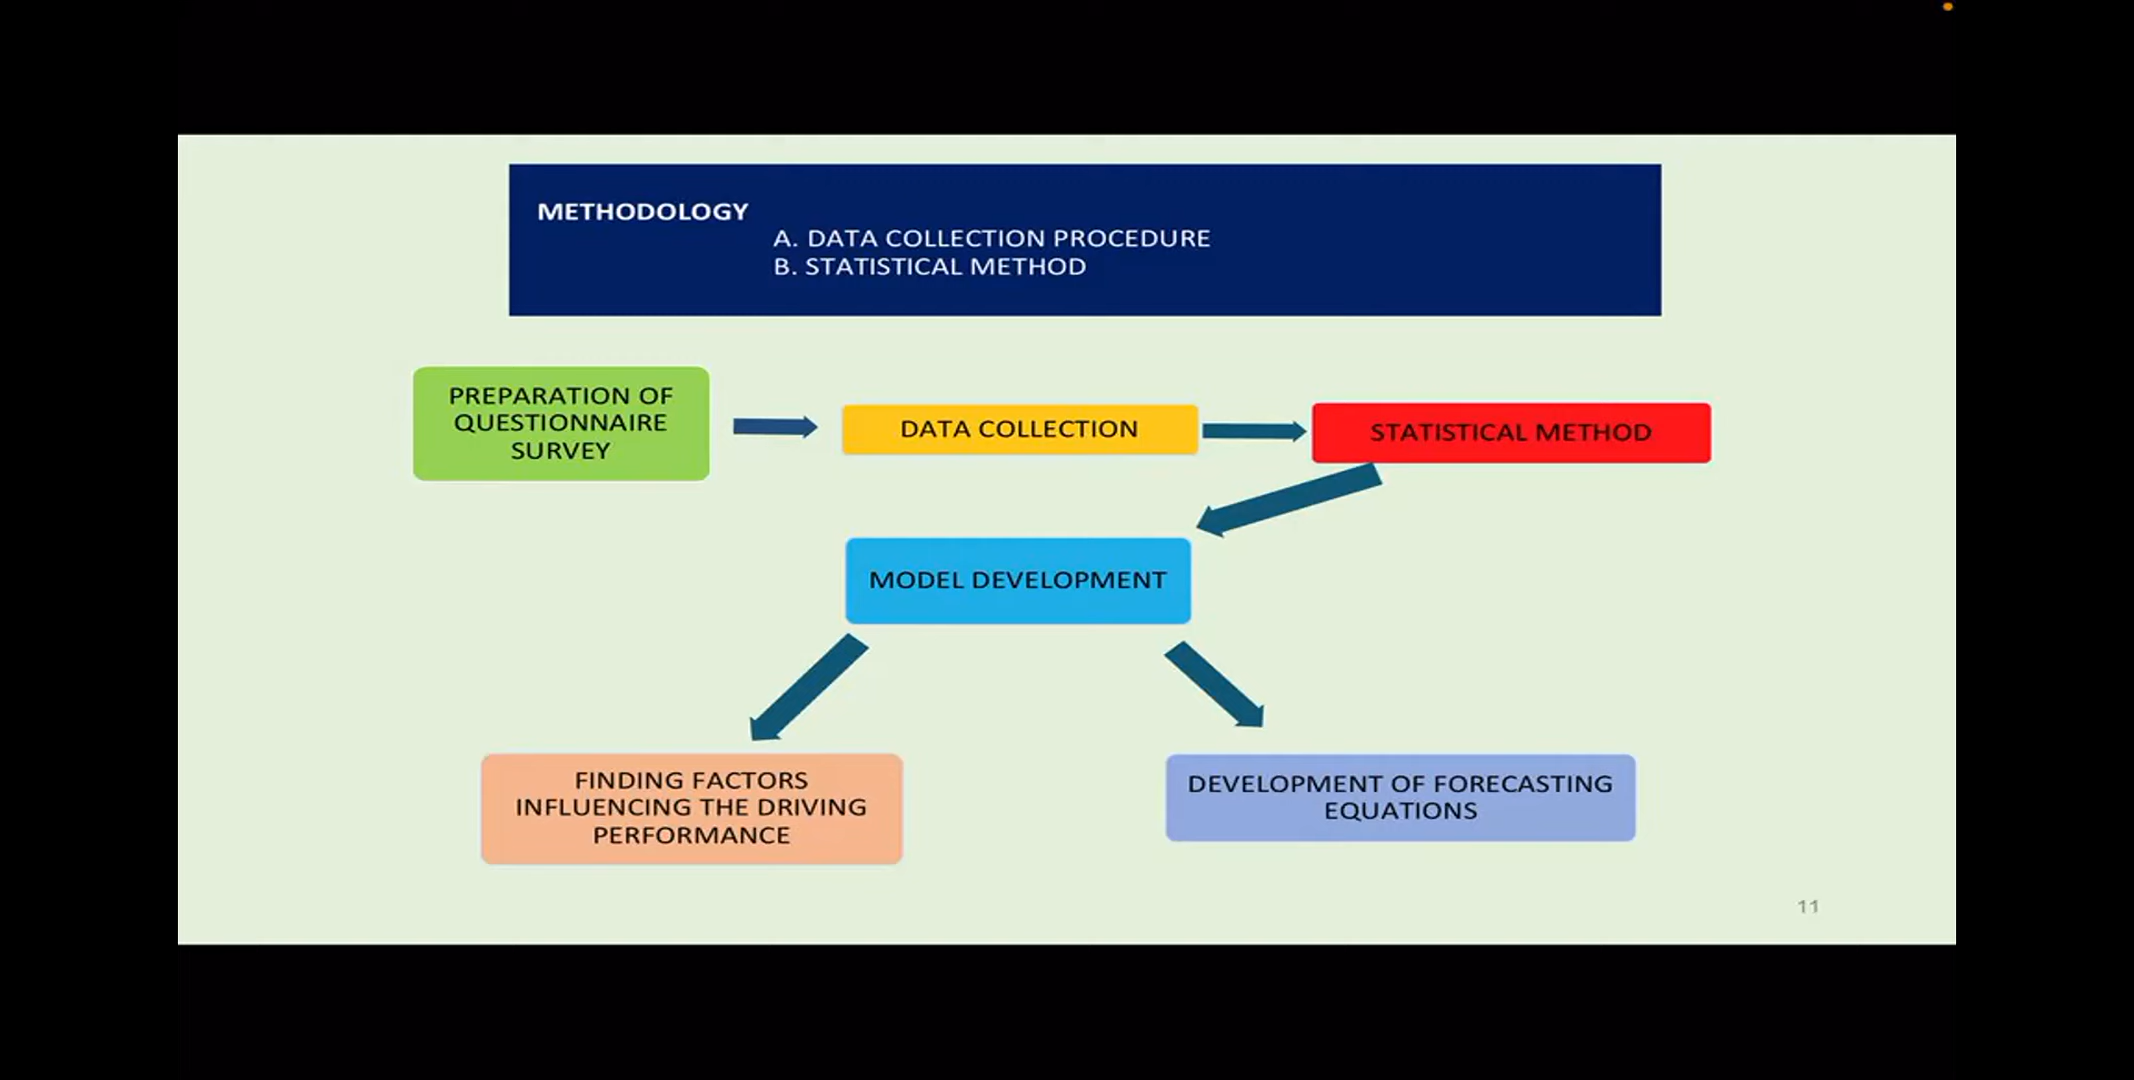 METHODOLOGY
A. DATA COLLECTION PROCEDURE
B. STATISTICAL METHOD
PREPARATION OF
QUESTIONNAIRE
SURVEY
DATA COLLECTION
STATISTICAL METHOD
MODEL DEVELOPMENT
FINDING FACTORS
INFLUENCING THE DRIVING
PERFORMANCE
DEVELOPMENT OF FORECASTING
EQUATIONS
11